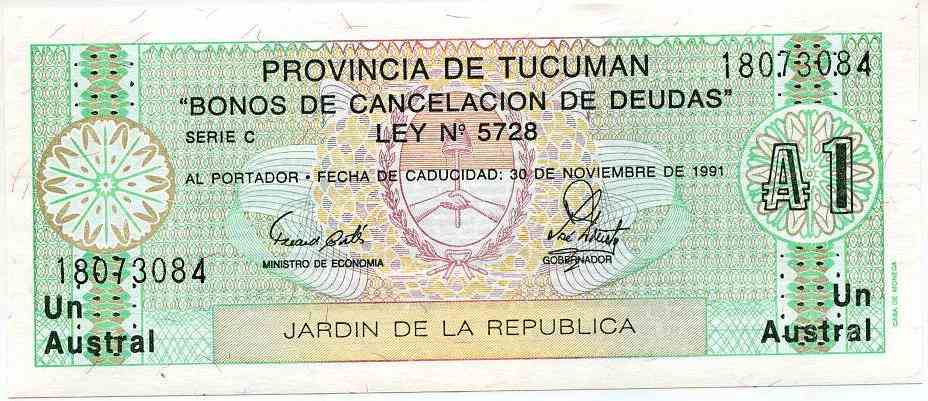 PROVINCIA DE TUCUMAN
18073084
"BONOS DE CANCELACION DE DEUDAS"
SERIE C
LEY Nº 5728
A1
AL PORTADOR • FECHA DE CADUCIDAD: 30 DE NOVIEMBRE DE 1991
MINISTRO DE ECONOMIA
GOBERNADOR
18073084
Un
Austral
Un
Austral
JARDIN DE LA REPUBLICA
CASA DE MONEDA